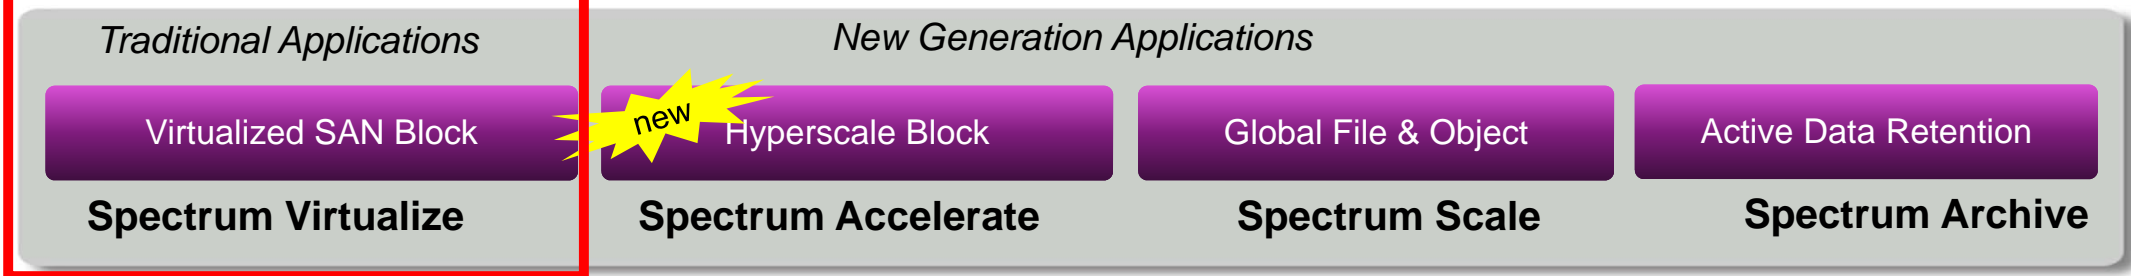 Traditional Applications
New Generation Applications
Virtualized SAN Block
new
Hyperscale Block
Global File & Object
Active Data Retention
Spectrum Virtualize
Spectrum Accelerate
Spectrum Scale
Spectrum Archive